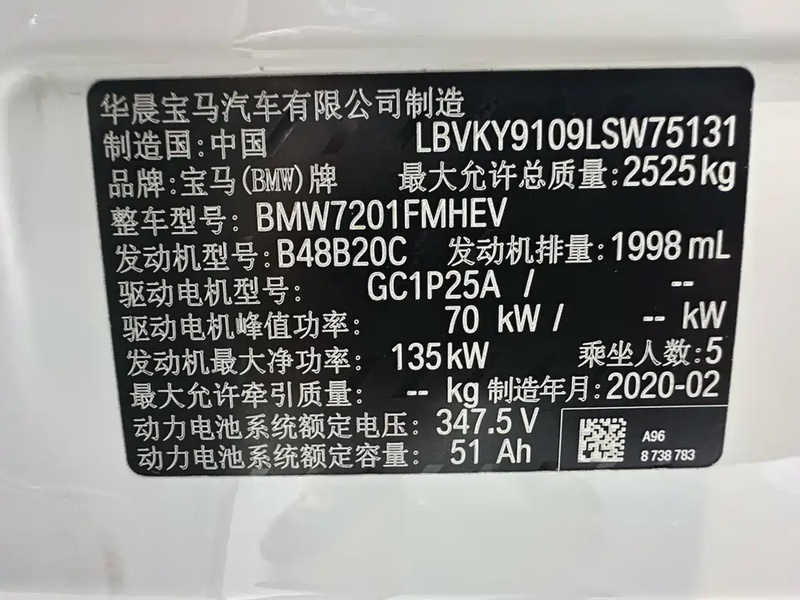 华晨宝马汽车有限公司制造
制造国:中国 LBVKY9109LSW75131
品牌:宝马(BMW)牌 最大允许总质量:2525kg
整车型号: BMW7201FMHEV
发动机型号: B48B20C 发动机排量:1998 mL
驱动电机型号: GC1P25A / --
驱动电机峰值功率: 70 kW / -- kW
发动机最大净功率: 135kW 乘坐人数:5
最大允许牵引质量: -- kg 制造年月:2020-02
动力电池系统额定电压: 347.5 V
动力电池系统额定容量: 51 Ah
A96
8 738 783